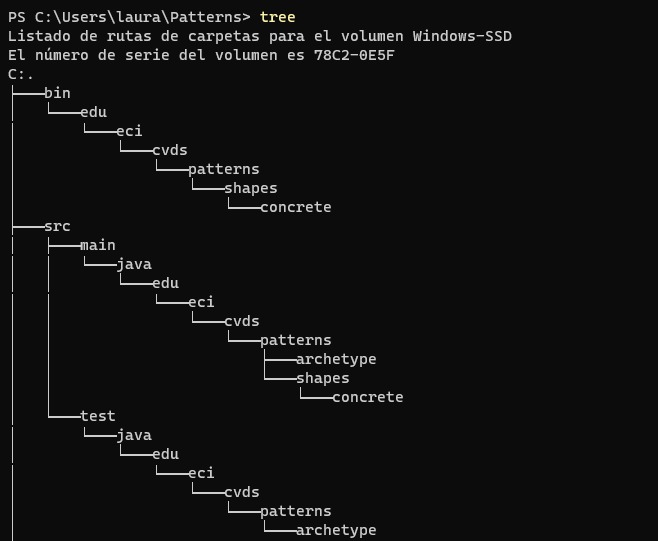 PS C:\Users\laura\Patterns> tree
Listado de rutas de carpetas para el volumen Windows-SSD
El número de serie del volumen es 78C2-0E5F
C:.
├───bin
│   └───edu
│       └───eci
│           └───cvds
│               └───patterns
│                   └───shapes
│                       └───concrete
├───src
│   ├───main
│   │   └───java
│   │       └───edu
│   │           └───eci
│   │               └───cvds
│   │                   └───patterns
│   │                       ├───archetype
│   │                       └───shapes
│   │                           └───concrete
│   └───test
│       └───java
│           └───edu
│               └───eci
│                   └───cvds
│                       └───patterns
│                           └───archetype